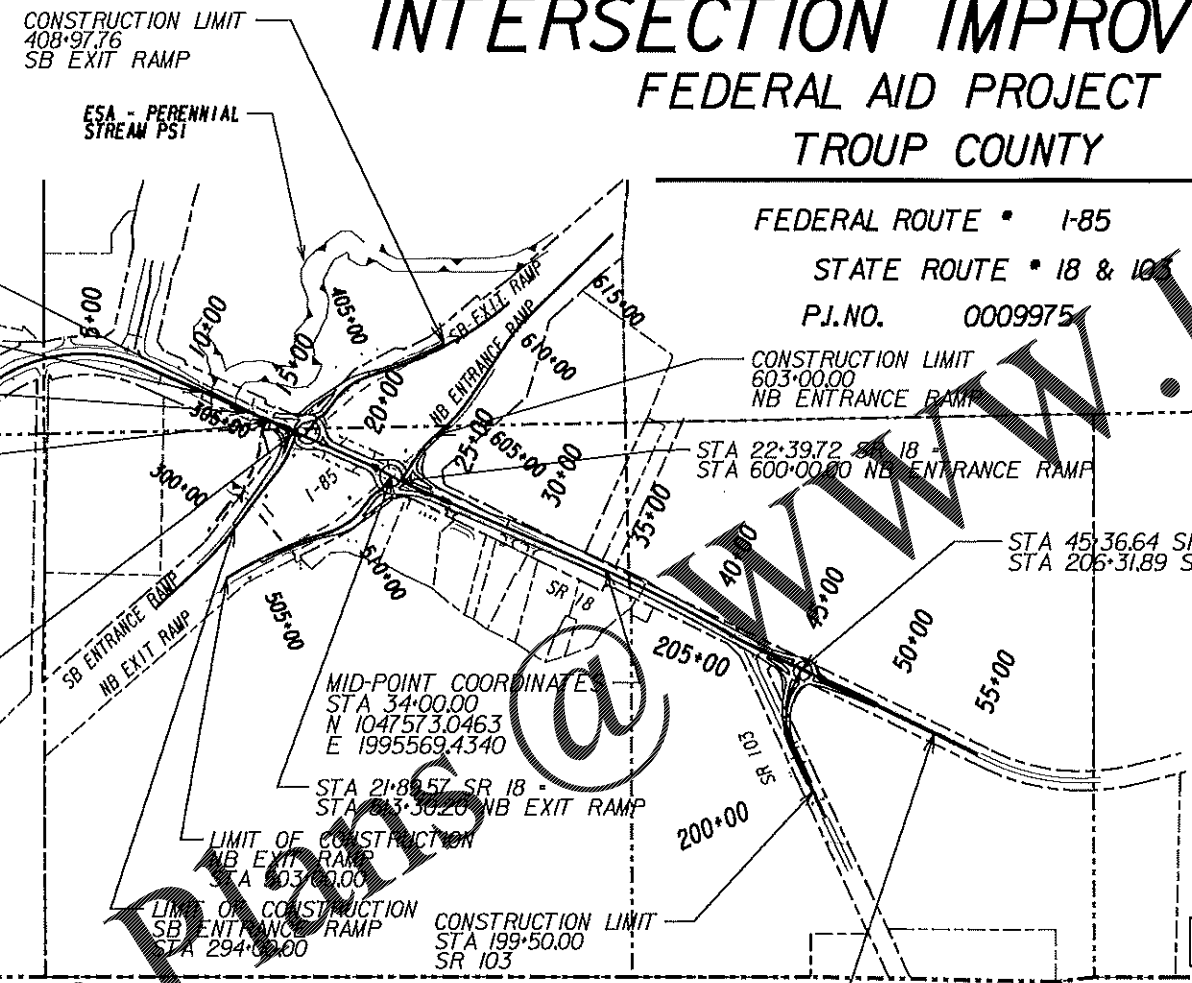 CONSTRUCTION LIMIT
408+97.76
SB EXIT RAMP
INTERSECTION IMPROV
FEDERAL AID PROJECT
TROUP COUNTY
ESA - PERENNIAL
STREAM PS1
FEDERAL ROUTE • I-85
STATE ROUTE • 18 & 103
P.I. NO. 0009975
5+00
10+00
15+00
405+00
20+00
SB EXIT RAMP
NB ENTRANCE RAMP
615+00
610+00
CONSTRUCTION LIMIT
603+00.00
NB ENTRANCE RAMP
305+00
300+00
I-85
25+00
605+00
30+00
35+00
STA 22+39.72 SR 18 =
STA 600+00.00 NB ENTRANCE RAMP
40+00
45+00
STA 45+36.64 S
STA 206+31.89 S
50+00
55+00
610+00
505+00
SR 18
205+00
SB ENTRANCE RAMP
NB EXIT RAMP
MID-POINT COORDINATES
STA 34+00.00
N 1047573.0463
E 1995569.4340
STA 21+89.57 SR 18 =
STA 513+30.20 NB EXIT RAMP
SR 103
200+00
LIMIT OF CONSTRUCTION
NB EXIT RAMP
STA 503+00.00
LIMIT OF CONSTRUCTION
SB ENTRANCE RAMP
STA 294+00.00
CONSTRUCTION LIMIT
STA 199+50.00
SR 103
Plans @ www.